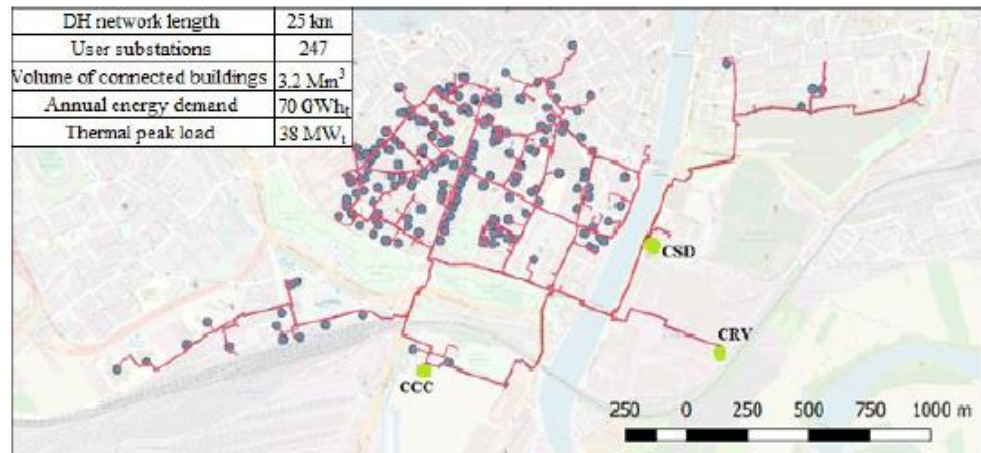 DH network length 25 km
User substations 247
Volume of connected buildings 3.2 Mm³
Annual energy demand 70 GWhₜ
Thermal peak load 38 MWₜ
CSD
CRV
CCC
250 0 250 500 750 1000 m